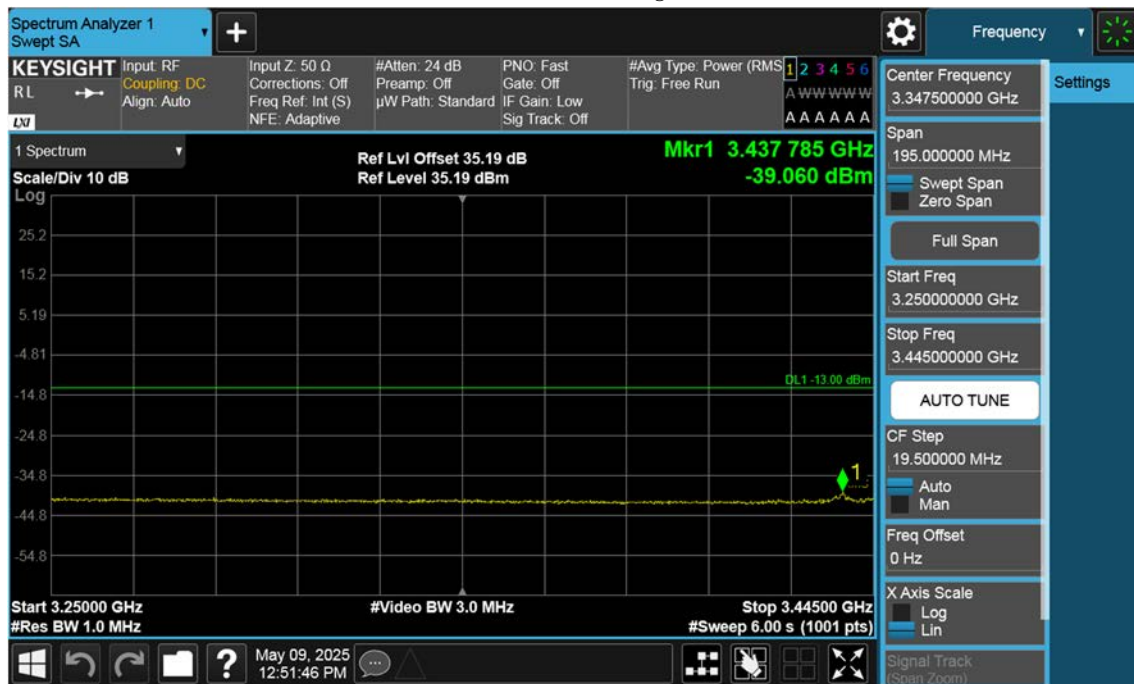 Spectrum Analyzer 1
Swept SA
Frequency
KEYSIGHT
RL
LXI
Input: RF
Coupling: DC
Align: Auto
Input Z: 50 Ω
Corrections: Off
Freq Ref: Int (S)
NFE: Adaptive
#Atten: 24 dB
Preamp: Off
µW Path: Standard
PNO: Fast
Gate: Off
IF Gain: Low
Sig Track: Off
#Avg Type: Power (RMS
Trig: Free Run
1 2 3 4 5 6
A W W W W W
A A A A A A
1 Spectrum
Scale/Div 10 dB
Ref Lvl Offset 35.19 dB
Ref Level 35.19 dBm
Mkr1 3.437 785 GHz
-39.060 dBm
Log
25.2
15.2
5.19
-4.81
DL1 -13.00 dBm
-14.8
-24.8
-34.8
1
-44.8
-54.8
Start 3.25000 GHz
#Video BW 3.0 MHz
Stop 3.44500 GHz
#Res BW 1.0 MHz
#Sweep 6.00 s (1001 pts)
Center Frequency
3.347500000 GHz
Settings
Span
195.000000 MHz
Swept Span
Zero Span
Full Span
Start Freq
3.250000000 GHz
Stop Freq
3.445000000 GHz
AUTO TUNE
CF Step
19.500000 MHz
Auto
Man
Freq Offset
0 Hz
X Axis Scale
Log
Lin
Signal Track
(Span Zoom)
?
May 09, 2025
12:51:46 PM